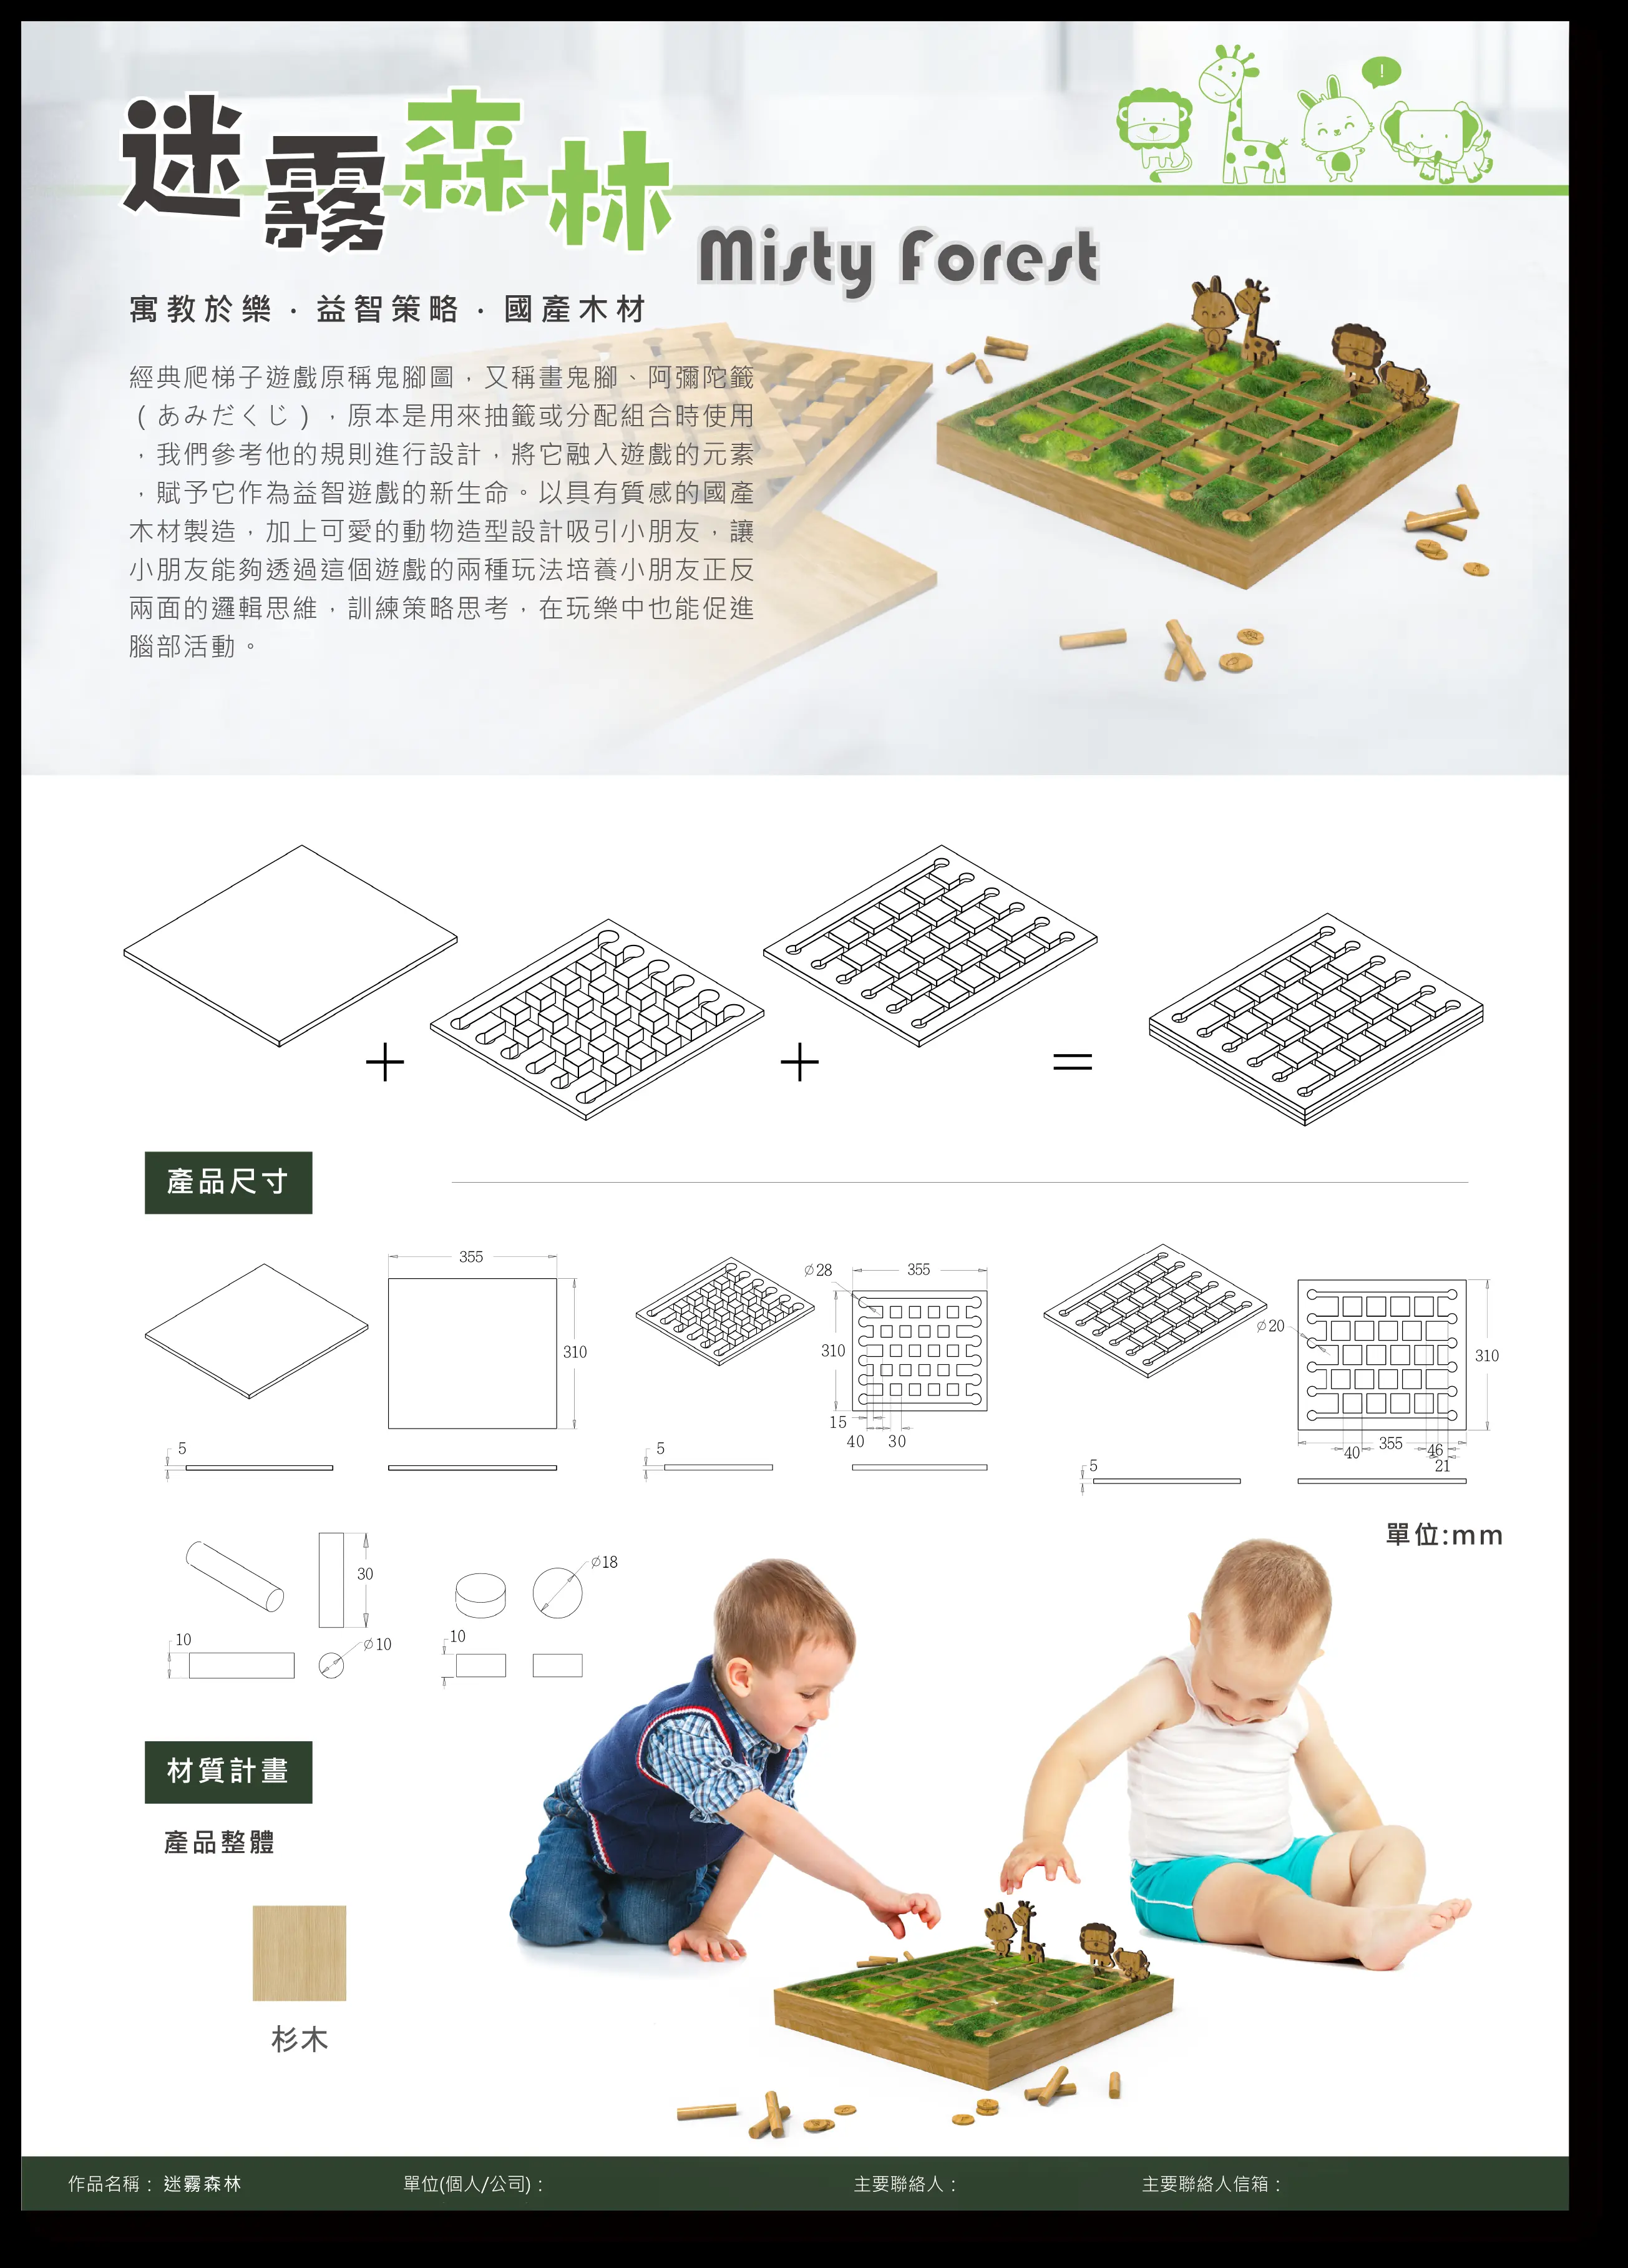 迷霧森林
Misty Forest
!
寓教於樂．益智策略．國產木材
經典爬梯子遊戲原稱鬼腳圖，又稱畫鬼腳、阿彌陀籤
（あみだくじ），原本是用來抽籤或分配組合時使用
，我們參考他的規則進行設計，將它融入遊戲的元素
，賦予它作為益智遊戲的新生命。以具有質感的國產
木材製造，加上可愛的動物造型設計吸引小朋友，讓
小朋友能夠透過這個遊戲的兩種玩法培養小朋友正反
兩面的邏輯思維，訓練策略思考，在玩樂中也能促進
腦部活動。
+
+
=
產品尺寸
355
310
5
∅28
355
310
15
40
30
5
∅20
310
355
40
46
21
5
單位:mm
30
10
∅10
∅18
10
材質計畫
產品整體
杉木
作品名稱：迷霧森林
單位(個人/公司)：
主要聯絡人：
主要聯絡人信箱：